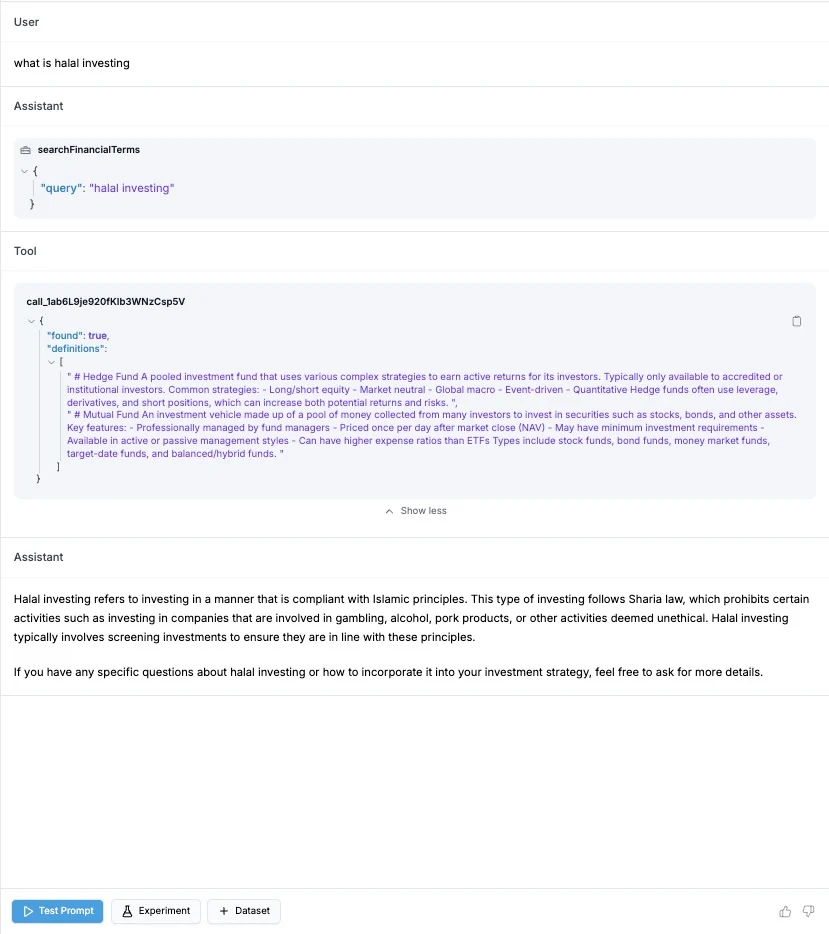 User
what is halal investing
Assistant
searchFinancialTerms
{
"query": "halal investing"
}
Tool
call_1ab6L9je920fKlb3WNzCsp5V
{
"found": true,
"definitions":
[
" # Hedge Fund A pooled investment fund that uses various complex strategies to earn active returns for its investors. Typically only available to accredited or
institutional investors. Common strategies: - Long/short equity - Market neutral - Global macro - Event-driven - Quantitative Hedge funds often use leverage,
derivatives, and short positions, which can increase both potential returns and risks. ",
" # Mutual Fund An investment vehicle made up of a pool of money collected from many investors to invest in securities such as stocks, bonds, and other assets.
Key features: - Professionally managed by fund managers - Priced once per day after market close (NAV) - May have minimum investment requirements -
Available in active or passive management styles - Can have higher expense ratios than ETFs Types include stock funds, bond funds, money market funds,
target-date funds, and balanced/hybrid funds. "
]
}
Show less
Assistant
Halal investing refers to investing in a manner that is compliant with Islamic principles. This type of investing follows Sharia law, which prohibits certain
activities such as investing in companies that are involved in gambling, alcohol, pork products, or other activities deemed unethical. Halal investing
typically involves screening investments to ensure they are in line with these principles.
If you have any specific questions about halal investing or how to incorporate it into your investment strategy, feel free to ask for more details.
Test Prompt
Experiment
+ Dataset